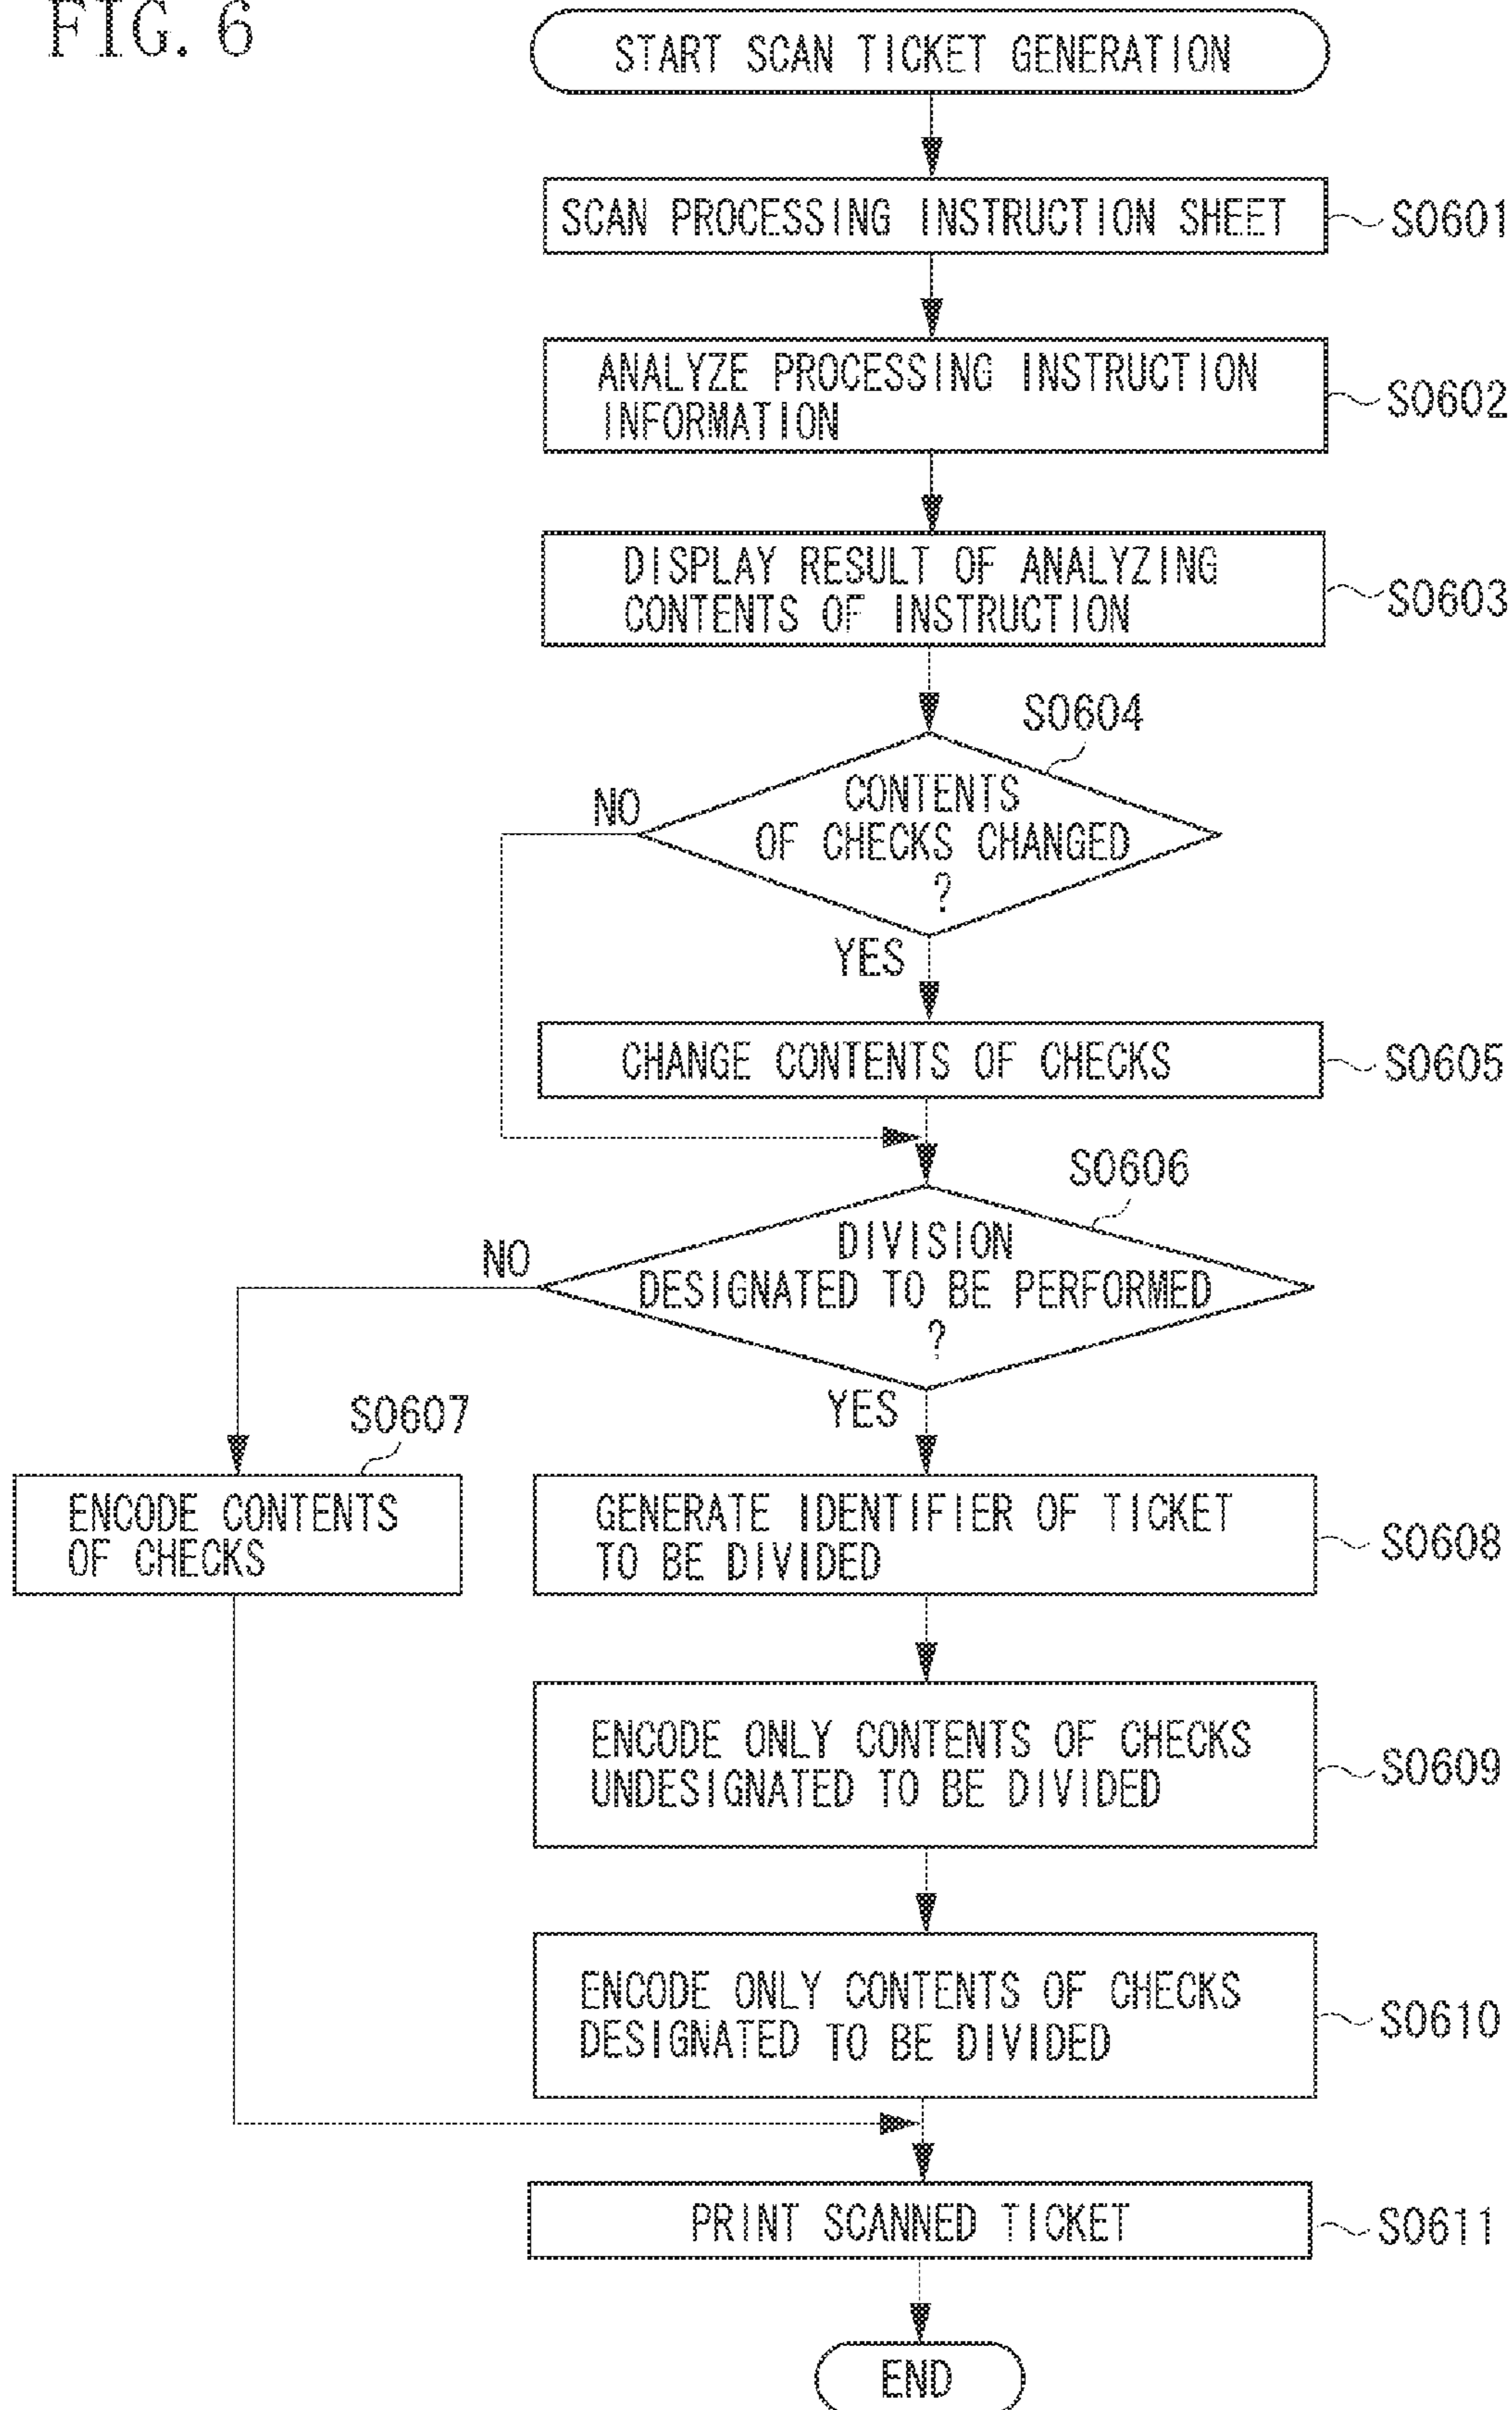 FIG. 6
START SCAN TICKET GENERATION
SCAN PROCESSING INSTRUCTION SHEET
S0601
ANALYZE PROCESSING INSTRUCTION
INFORMATION
S0602
DISPLAY RESULT OF ANALYZING
CONTENTS OF INSTRUCTION
S0603
S0604
CONTENTS
OF CHECKS CHANGED
?
NO
YES
CHANGE CONTENTS OF CHECKS
S0605
S0606
DIVISION
DESIGNATED TO BE PERFORMED
?
NO
YES
S0607
ENCODE CONTENTS
OF CHECKS
GENERATE IDENTIFIER OF TICKET
TO BE DIVIDED
S0608
ENCODE ONLY CONTENTS OF CHECKS
UNDESIGNATED TO BE DIVIDED
S0609
ENCODE ONLY CONTENTS OF CHECKS
DESIGNATED TO BE DIVIDED
S0610
PRINT SCANNED TICKET
S0611
END